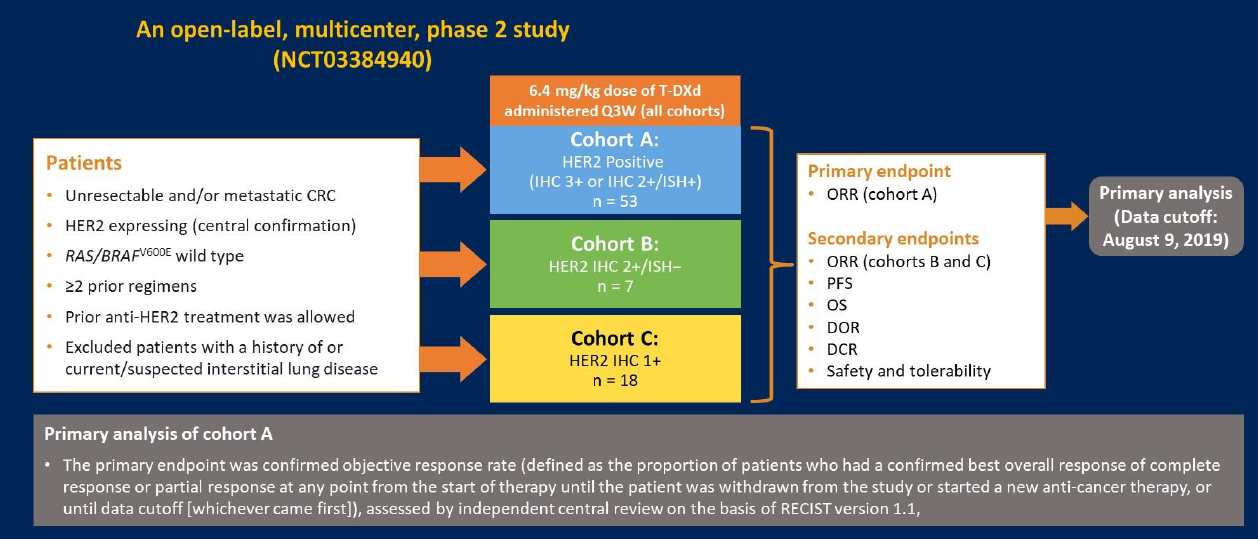 An open-label, multicenter, phase 2 study
(NCT03384940)
6.4 mg/kg dose of T-DXd
administered Q3W (all cohorts)
Patients
• Unresectable and/or metastatic CRC
• HER2 expressing (central confirmation)
• RAS/BRAFV600E wild type
• ≥2 prior regimens
• Prior anti-HER2 treatment was allowed
• Excluded patients with a history of or
current/suspected interstitial lung disease
Cohort A:
HER2 Positive
(IHC 3+ or IHC 2+/ISH+)
n = 53
Cohort B:
HER2 IHC 2+/ISH–
n = 7
Cohort C:
HER2 IHC 1+
n = 18
Primary endpoint
• ORR (cohort A)
Secondary endpoints
• ORR (cohorts B and C)
• PFS
• OS
• DOR
• DCR
• Safety and tolerability
Primary analysis
(Data cutoff:
August 9, 2019)
Primary analysis of cohort A
• The primary endpoint was confirmed objective response rate (defined as the proportion of patients who had a confirmed best overall response of complete
response or partial response at any point from the start of therapy until the patient was withdrawn from the study or started a new anti-cancer therapy, or
until data cutoff [whichever came first]), assessed by independent central review on the basis of RECIST version 1.1,